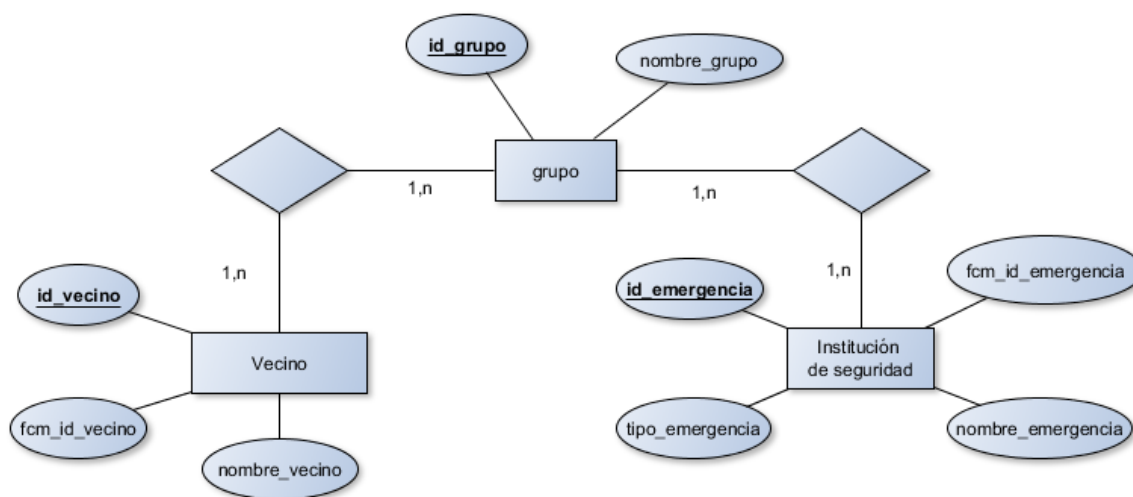 id_grupo
nombre_grupo
grupo
1,n
1,n
1,n
1,n
id_vecino
Vecino
fcm_id_vecino
nombre_vecino
id_emergencia
fcm_id_emergencia
Institución
de seguridad
tipo_emergencia
nombre_emergencia